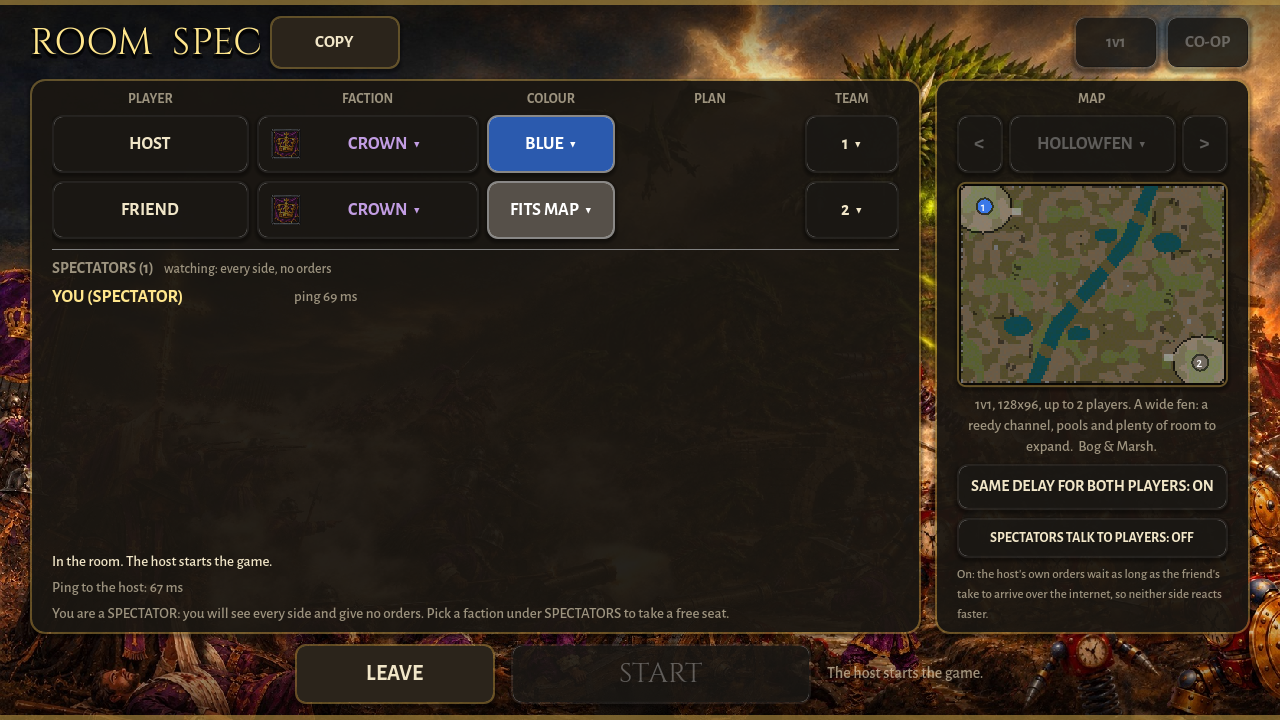 ROOM SPEC
COPY
1v1
CO-OP
PLAYER
FACTION
COLOUR
PLAN
TEAM
HOST
CROWN ▾
BLUE ▾
1 ▾
FRIEND
CROWN ▾
FITS MAP ▾
2 ▾
SPECTATORS (1) watching: every side, no orders
YOU (SPECTATOR) ping 69 ms
In the room. The host starts the game.
Ping to the host: 67 ms
You are a SPECTATOR: you will see every side and give no orders. Pick a faction under SPECTATORS to take a free seat.
MAP
<
HOLLOWFEN ▾
>
1
2
1v1, 128x96, up to 2 players. A wide fen: a
reedy channel, pools and plenty of room to
expand. Bog & Marsh.
SAME DELAY FOR BOTH PLAYERS: ON
SPECTATORS TALK TO PLAYERS: OFF
On: the host's own orders wait as long as the friend's
take to arrive over the internet, so neither side reacts
faster.
LEAVE
START
The host starts the game.